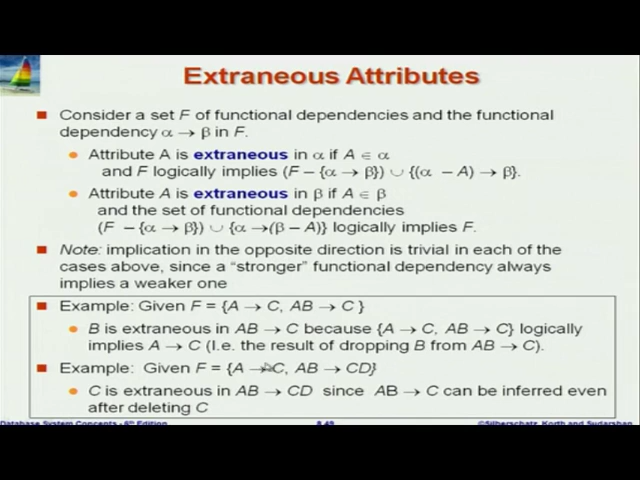 Extraneous Attributes
Consider a set F of functional dependencies and the functional
dependency α → β in F.
Attribute A is extraneous in α if A ∈ α
and F logically implies (F – {α → β}) ∪ {(α – A) → β}.
Attribute A is extraneous in β if A ∈ β
and the set of functional dependencies
(F – {α → β}) ∪ {α →(β – A)} logically implies F.
Note: implication in the opposite direction is trivial in each of the
cases above, since a “stronger” functional dependency always
implies a weaker one
Example: Given F = {A → C, AB → C }
B is extraneous in AB → C because {A → C, AB → C} logically
implies A → C (I.e. the result of dropping B from AB → C).
Example: Given F = {A → C, AB → CD}
C is extraneous in AB → CD since AB → C can be inferred even
after deleting C
Database System Concepts - 6th Edition
8.49
©Silberschatz, Korth and Sudarshan